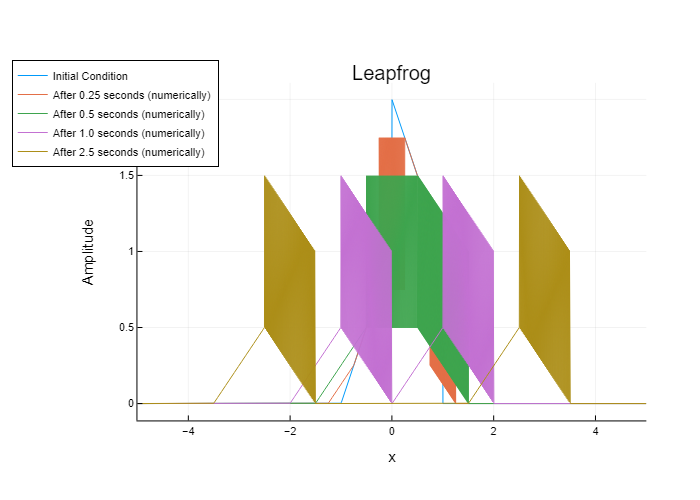 Leapfrog
Initial Condition
After 0.25 seconds (numerically)
After 0.5 seconds (numerically)
After 1.0 seconds (numerically)
After 2.5 seconds (numerically)
1.5
1
0.5
0
Amplitude
−4
−2
0
2
4
x